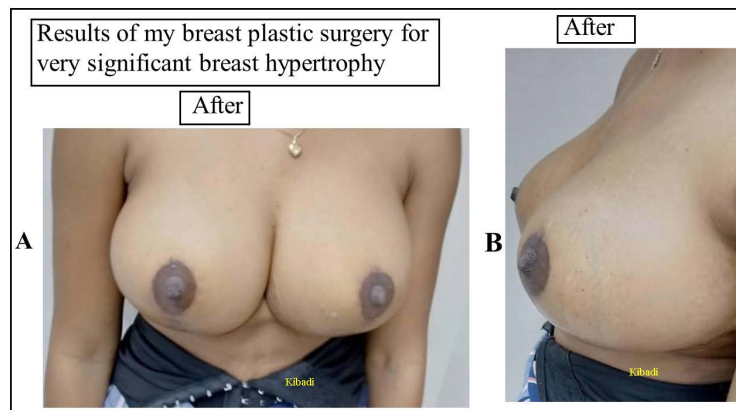 Results of my breast plastic surgery for
very significant breast hypertrophy
After
After
A
B
Kibadi
Kibadi